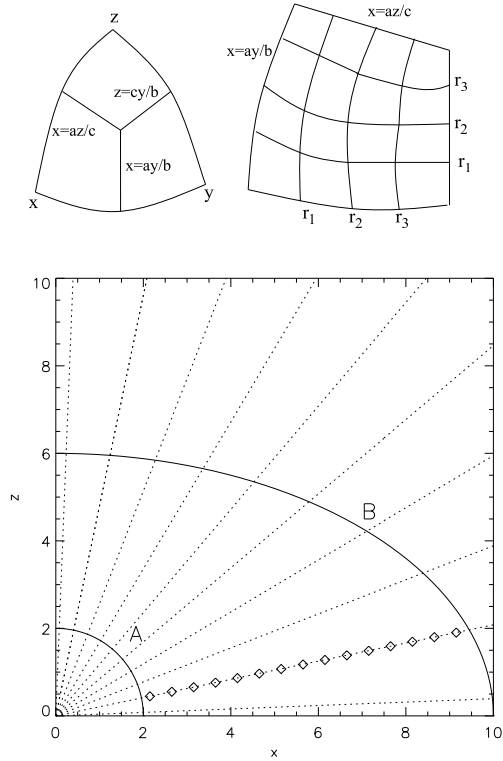 z
z=cy/b
x=az/c
x=ay/b
x
y
x=az/c
x=ay/b
r3
r2
r1
r1 r2 r3
10
8
6
4
2
0
z
B
A
0 2 4 6 8 10
x